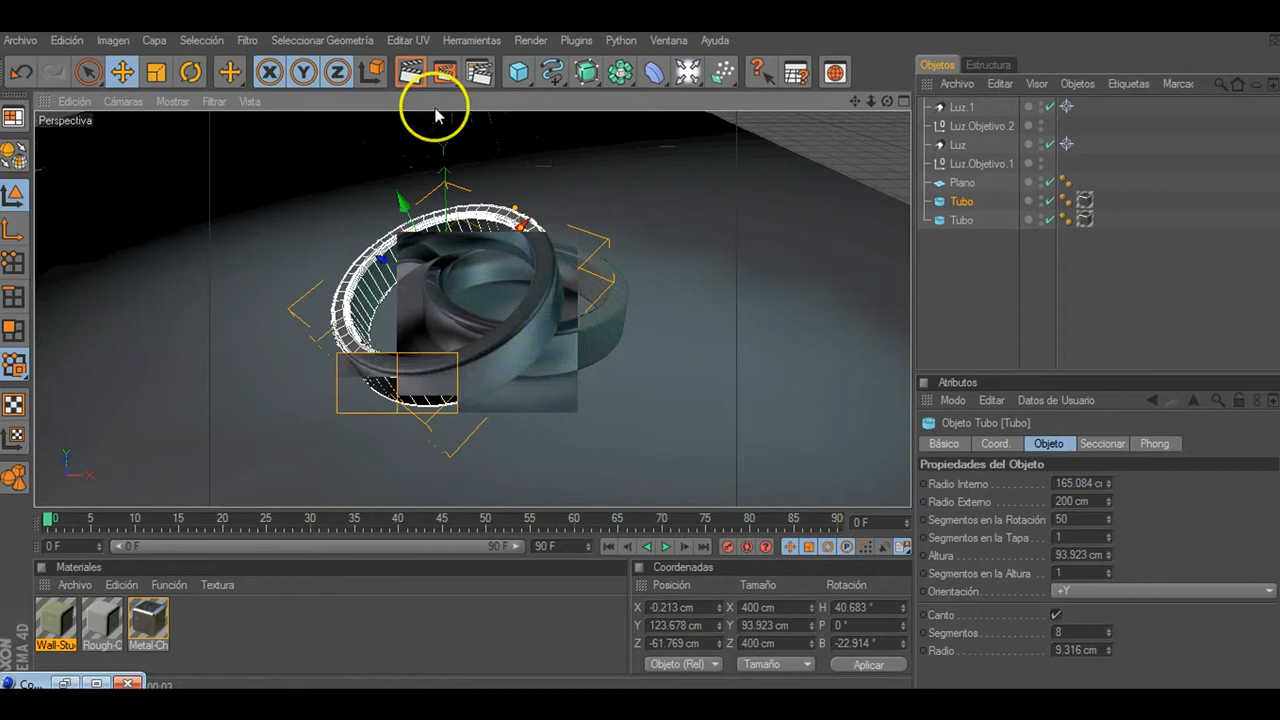 Archivo Edición Imagen Capa Selección Filtro Seleccionar Geometría Editar UV Herramientas Render Plugins Python Ventana Ayuda
X Y Z
Objetos Estructura
Archivo Editar Visor Objetos Etiquetas Marcac
Edición Cámaras Mostrar Filtrar Vista
Perspectiva
Luz.1
Luz.Objetivo.2
Luz
Luz.Objetivo.1
Plano
Tubo
Tubo
Y
X
Atributos
Modo Editar Datos de Usuario
Objeto Tubo [Tubo]
Básico Coord. Objeto Seccionar Phong
Propiedades del Objeto
Radio Interno 165.084 c
Radio Externo 200 cm
Segmentos en la Rotación 50
Segmentos en la Tapa 1
Altura 93.923 cm
Segmentos en la Altura 1
Orientación +Y
Canto
Segmentos 8
Radio 9.316 cm
0 5 10 15 20 25 30 35 40 45 50 55 60 65 70 75 80 85 90 0 F
0 F 0 F 90 F 90 F
Materiales
Archivo Edición Función Textura
Wall-Stu Rough-C Metal-Ch
Coordenadas
Posición Tamaño Rotación
X -0.213 cm X 400 cm H 40.683 °
Y 123.678 cm Y 93.923 cm P 0 °
Z -61.769 cm Z 400 cm B -22.914 °
Objeto (Rel) Tamaño Aplicar
EMA 4D
Co...
00:03